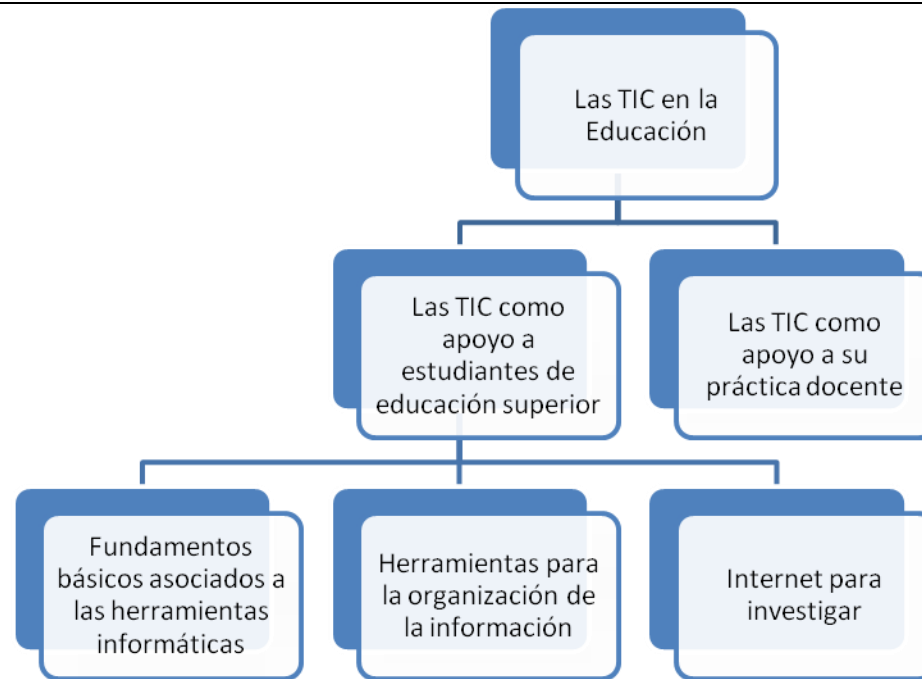 Las TIC en la
Educación
Las TIC como
apoyo a
estudiantes de
educación superior
Las TIC como
apoyo a su
práctica docente
Fundamentos
básicos asociados a
las herramientas
informáticas
Herramientas para
la organización de
la información
Internet para
investigar